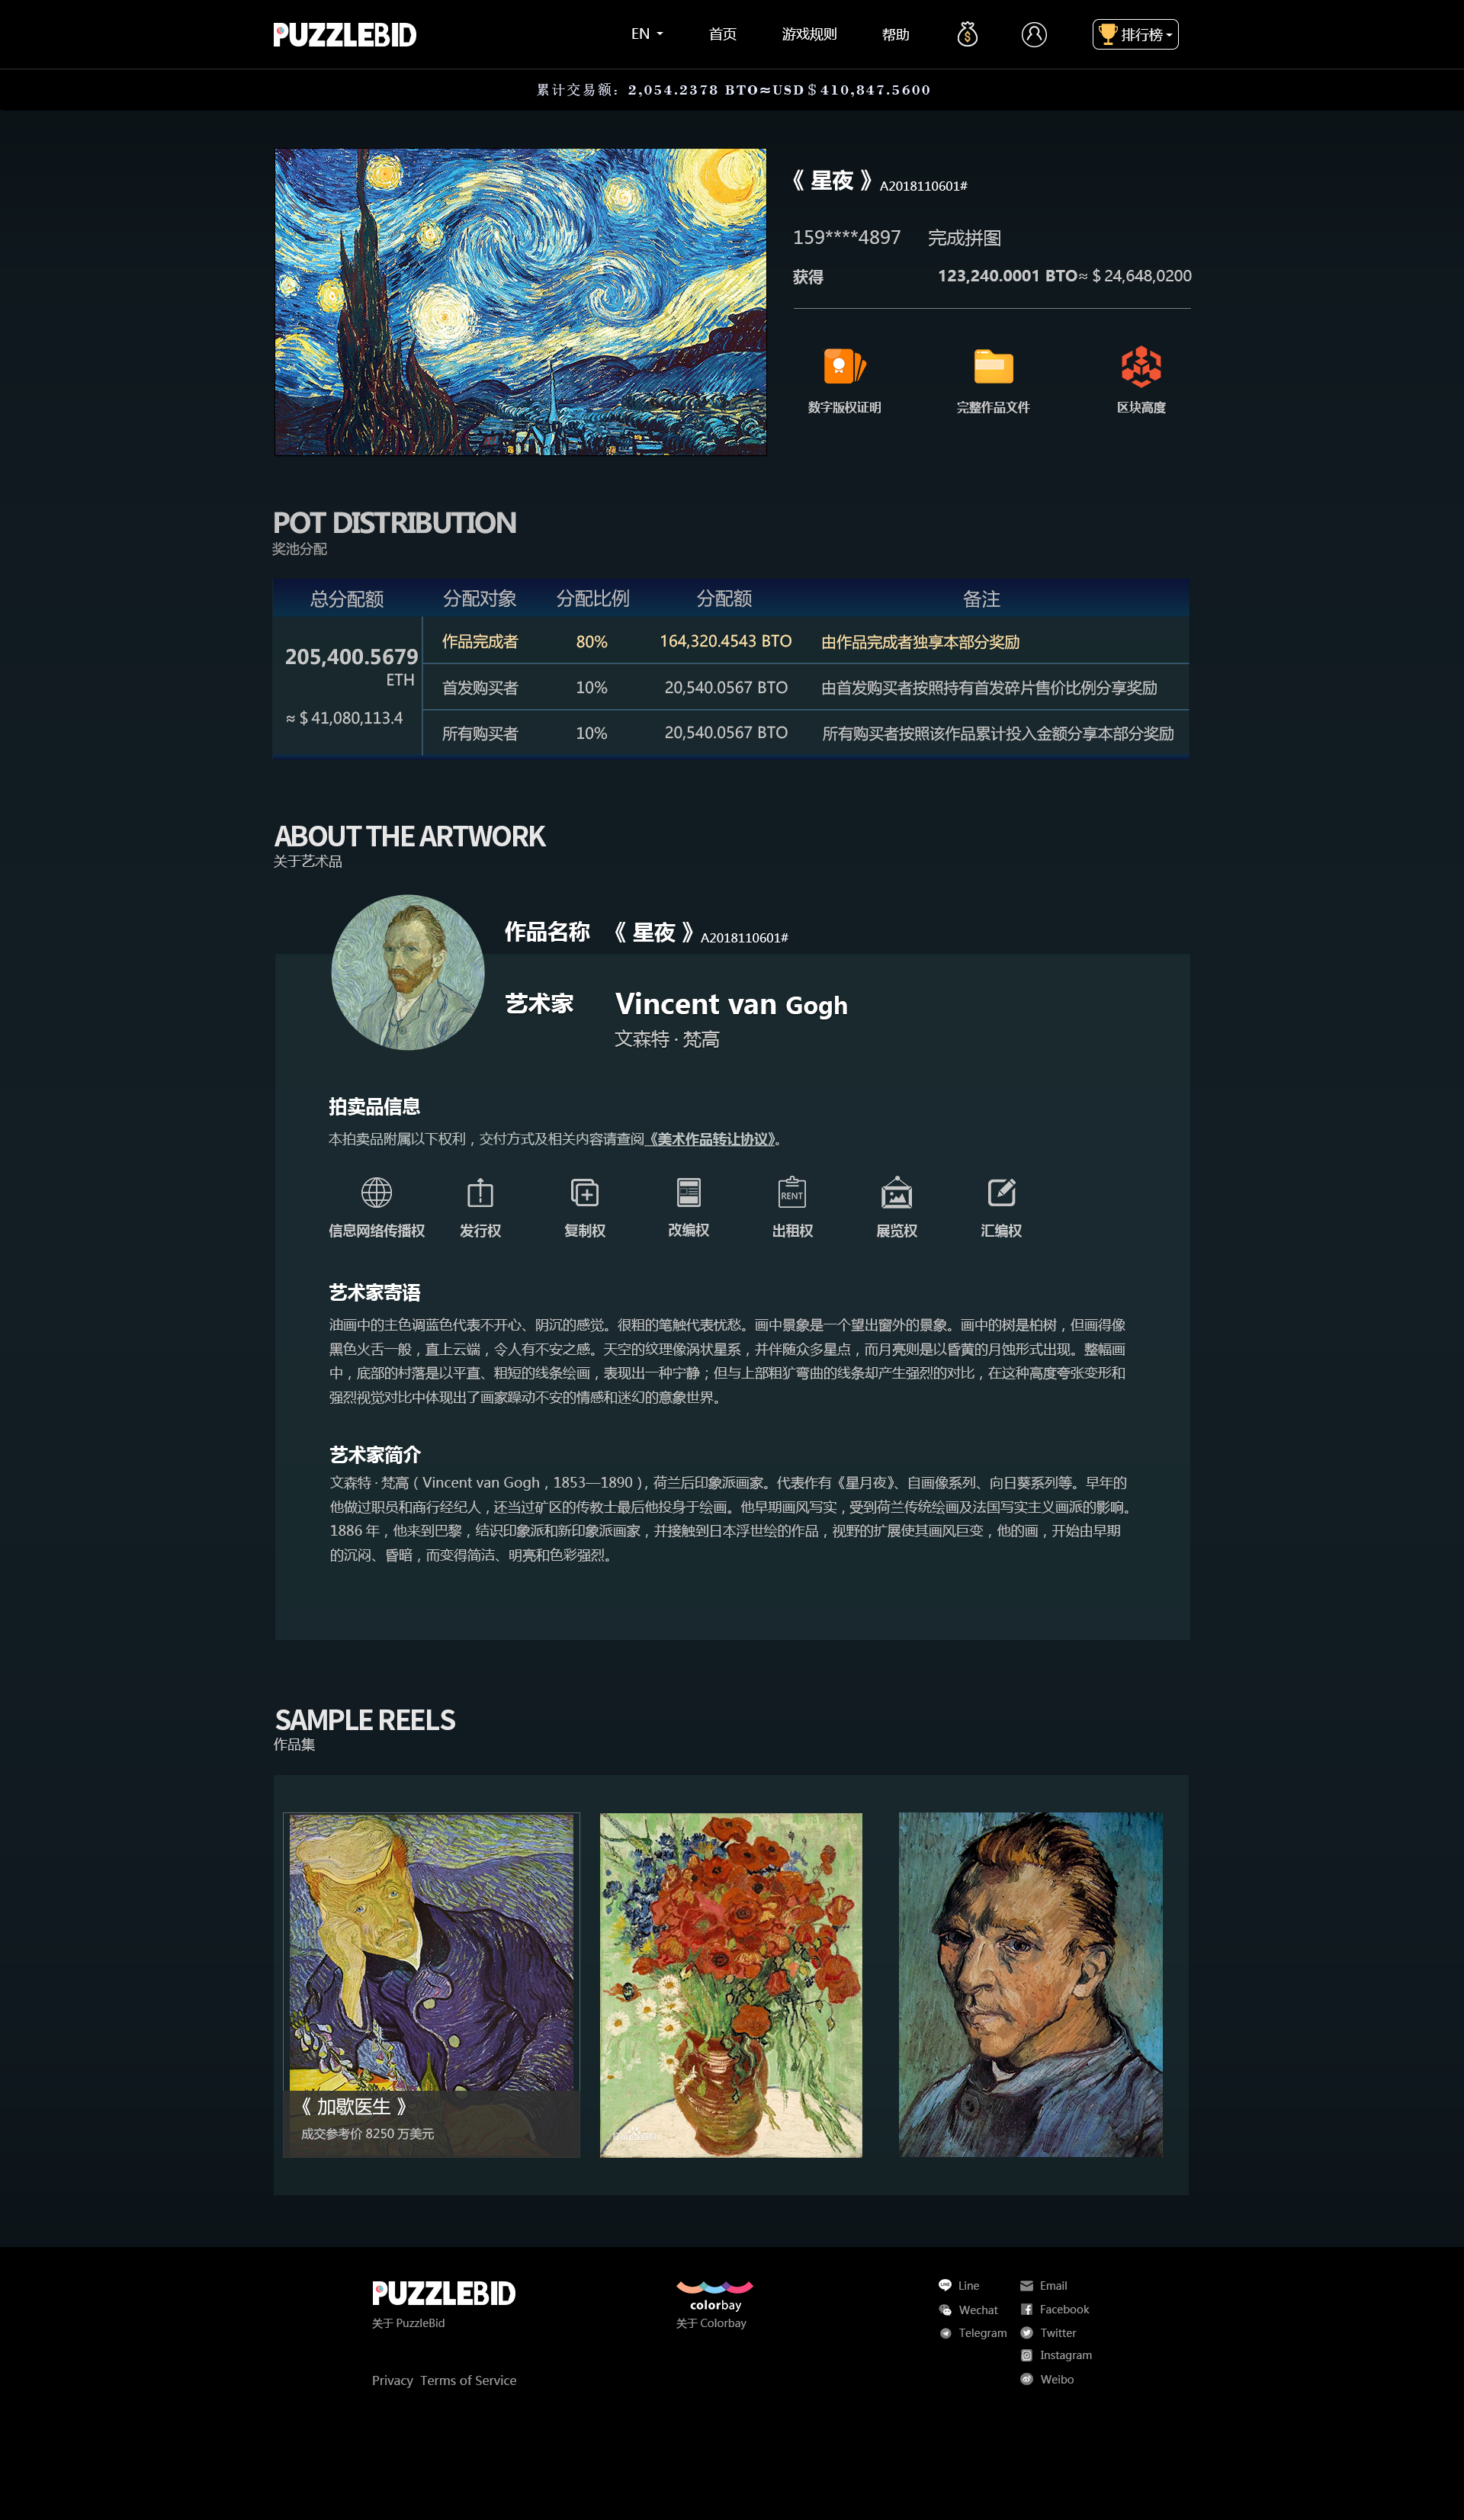 PUZZLEBID
EN 首页 游戏规则 帮助 排行榜
累计交易额：2,054.2378 BTO≈USD＄410,847.5600
《 星夜 》A2018110601#
159****4897 完成拼图
获得 123,240.0001 BTO≈＄24,648,0200
数字版权证明 完整作品文件 区块高度
POT DISTRIBUTION
奖池分配
总分配额 分配对象 分配比例 分配额 备注
205,400.5679
ETH
≈＄41,080,113.4
作品完成者 80% 164,320.4543 BTO 由作品完成者独享本部分奖励
首发购买者 10% 20,540.0567 BTO 由首发购买者按照持有首发碎片售价比例分享奖励
所有购买者 10% 20,540.0567 BTO 所有购买者按照该作品累计投入金额分享本部分奖励
ABOUT THE ARTWORK
关于艺术品
作品名称 《 星夜 》A2018110601#
艺术家 Vincent van Gogh
文森特 · 梵高
拍卖品信息
本拍卖品附属以下权利，交付方式及相关内容请查阅《美术作品转让协议》。
RENT
信息网络传播权 发行权 复制权 改编权 出租权 展览权 汇编权
艺术家寄语
油画中的主色调蓝色代表不开心、阴沉的感觉。很粗的笔触代表忧愁。画中景象是一个望出窗外的景象。画中的树是柏树，但画得像
黑色火舌一般，直上云端，令人有不安之感。天空的纹理像涡状星系，并伴随众多星点，而月亮则是以昏黄的月蚀形式出现。整幅画
中，底部的村落是以平直、粗短的线条绘画，表现出一种宁静；但与上部粗犷弯曲的线条却产生强烈的对比，在这种高度夸张变形和
强烈视觉对比中体现出了画家躁动不安的情感和迷幻的意象世界。
艺术家简介
文森特 · 梵高（Vincent van Gogh，1853—1890），荷兰后印象派画家。代表作有《星月夜》、自画像系列、向日葵系列等。早年的
他做过职员和商行经纪人，还当过矿区的传教士最后他投身于绘画。他早期画风写实，受到荷兰传统绘画及法国写实主义画派的影响。
1886 年，他来到巴黎，结识印象派和新印象派画家，并接触到日本浮世绘的作品，视野的扩展使其画风巨变，他的画，开始由早期
的沉闷、昏暗，而变得简洁、明亮和色彩强烈。
SAMPLE REELS
作品集
《 加歇医生 》
成交参考价 8250 万美元
PUZZLEBID
关于 PuzzleBid
colorbay
关于 Colorbay
Line Email
Wechat Facebook
Telegram Twitter
Instagram
Weibo
Privacy Terms of Service